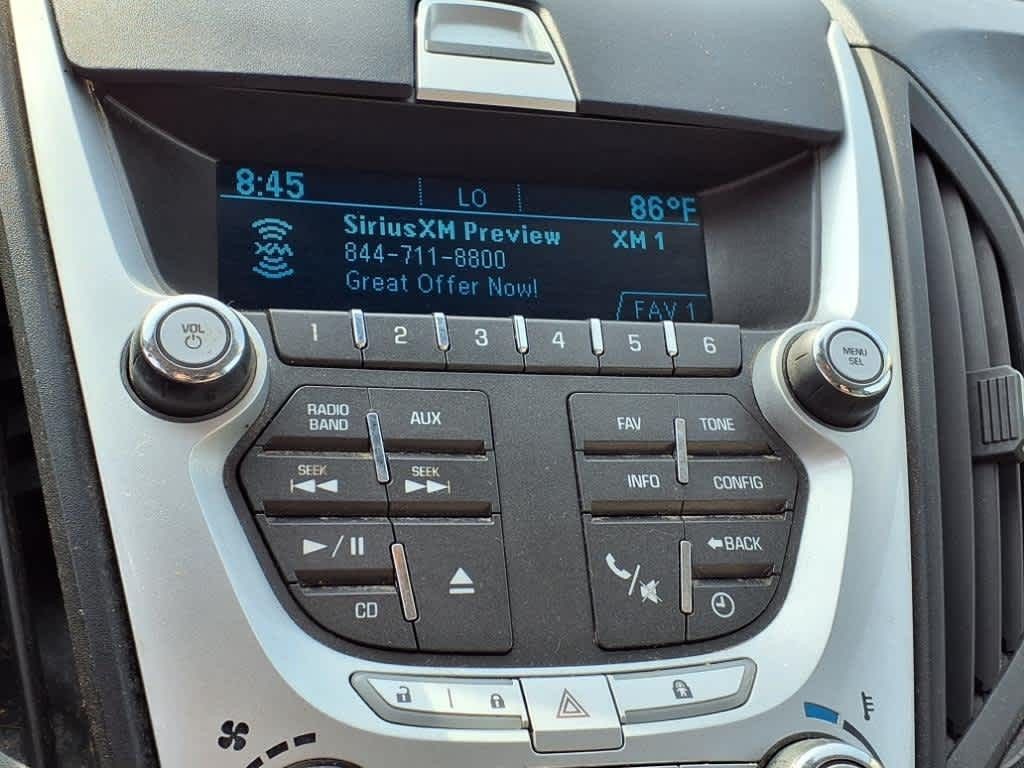 8:45 LO 86°F
SiriusXM Preview XM 1
XM
844-711-8800
Great Offer Now!
FAV 1
VOL
1 2 3 4 5 6
MENU
SEL
RADIO
BAND
AUX
FAV
TONE
SEEK
SEEK
INFO
CONFIG
BACK
CD